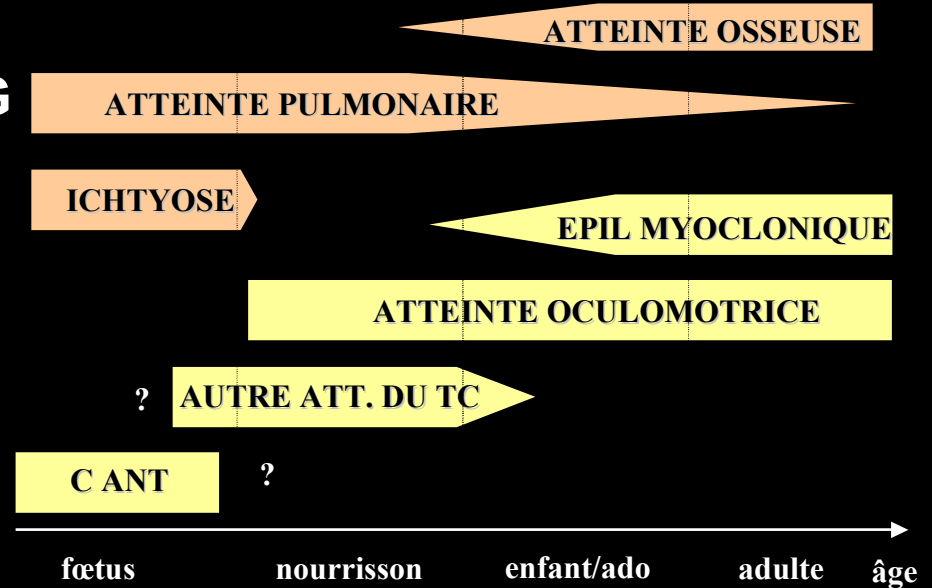 ATTEINTE OSSEUSE
G
ATTEINTE PULMONAIRE
ICHTYOSE
EPIL MYOCLONIQUE
ATTEINTE OCULOMOTRICE
? AUTRE ATT. DU TC
C ANT ?
fœtus nourrisson enfant/ado adulte âge